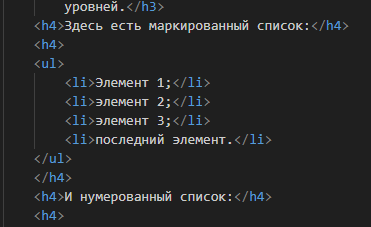 уровней.</h3>
<h4>Здесь есть маркированный список:</h4>
<h4>
<ul>
<li>Элемент 1;</li>
<li>элемент 2;</li>
<li>элемент 3;</li>
<li>последний элемент.</li>
</ul>
</h4>
<h4>И нумерованный список:</h4>
<h4>